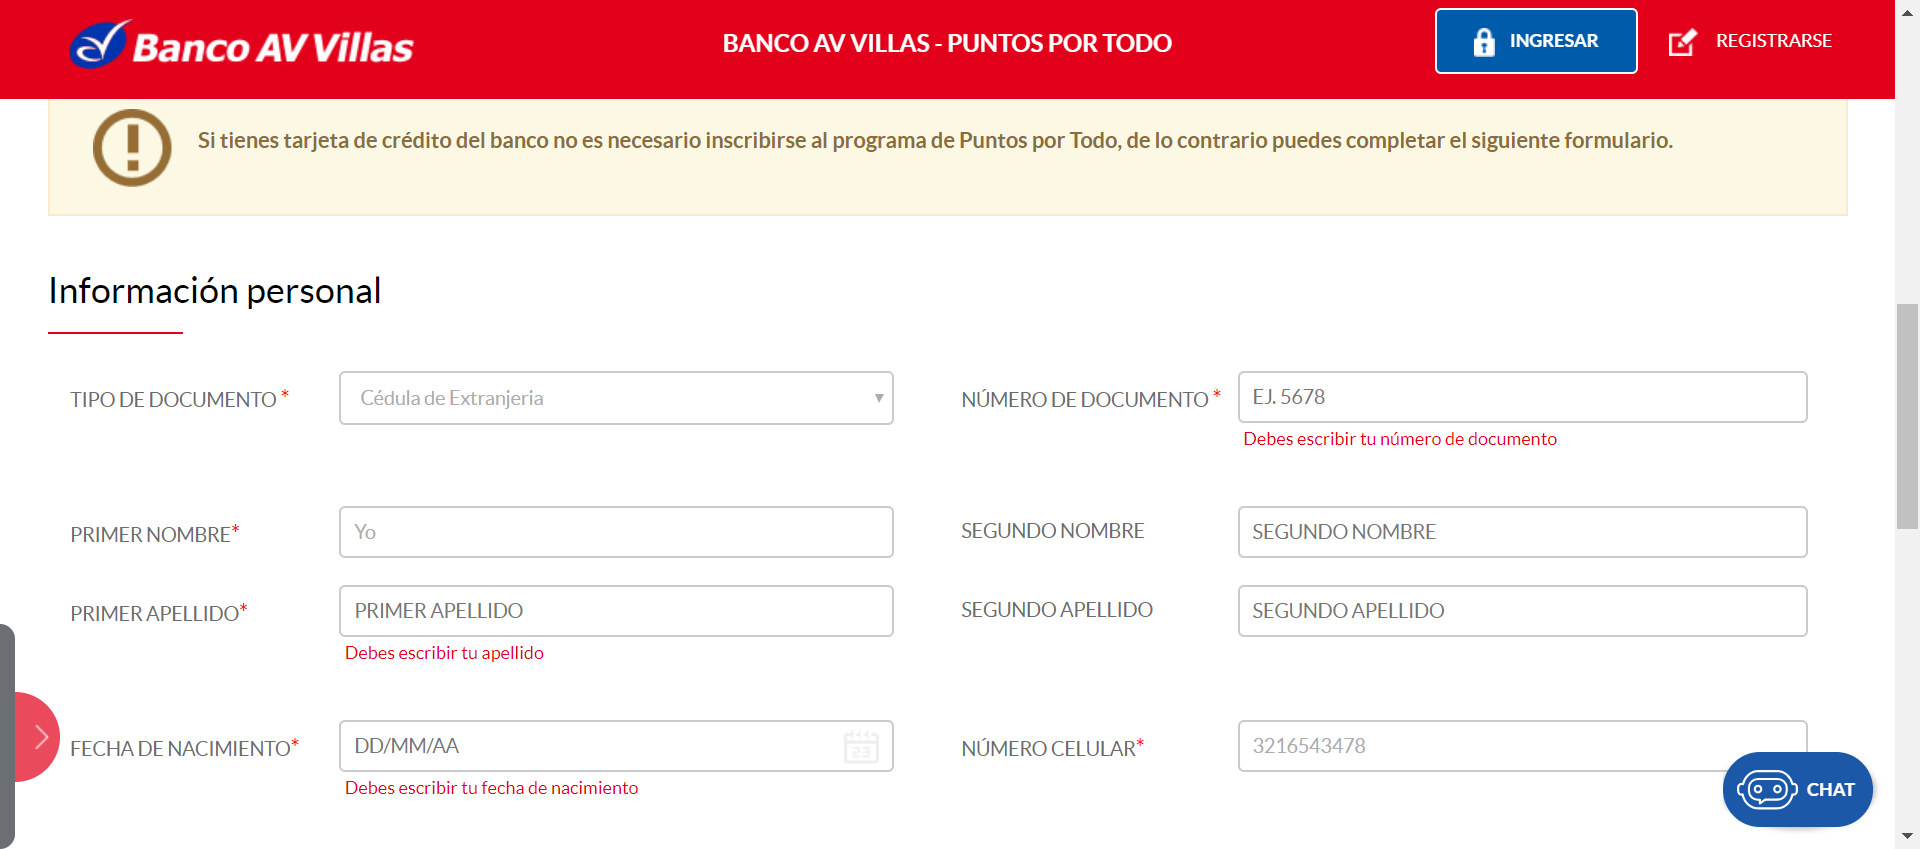 Banco AV Villas
BANCO AV VILLAS - PUNTOS POR TODO
INGRESAR
REGISTRARSE
Si tienes tarjeta de crédito del banco no es necesario inscribirse al programa de Puntos por Todo, de lo contrario puedes completar el siguiente formulario.
Información personal
TIPO DE DOCUMENTO *
Cédula de Extranjeria
NÚMERO DE DOCUMENTO *
EJ. 5678
Debes escribir tu número de documento
PRIMER NOMBRE*
Yo
SEGUNDO NOMBRE
SEGUNDO NOMBRE
PRIMER APELLIDO*
PRIMER APELLIDO
Debes escribir tu apellido
SEGUNDO APELLIDO
SEGUNDO APELLIDO
FECHA DE NACIMIENTO*
DD/MM/AA
23
Debes escribir tu fecha de nacimiento
NÚMERO CELULAR*
3216543478
CHAT